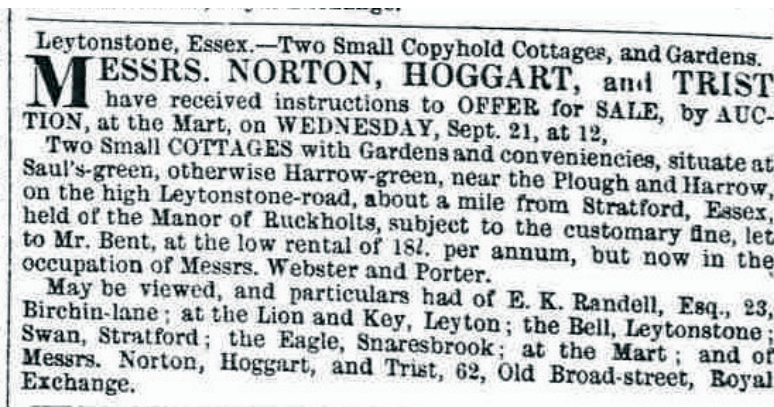 Leytonstone, Essex.—Two Small Copyhold Cottages, and Gardens.
MESSRS. NORTON, HOGGART, and TRIST
have received instructions to OFFER for SALE, by AUC-
TION, at the Mart, on WEDNESDAY, Sept. 21, at 12,
Two Small COTTAGES with Gardens and conveniencies, situate at
Saul's-green, otherwise Harrow-green, near the Plough and Harrow,
on the high Leytonstone-road, about a mile from Stratford, Essex,
held of the Manor of Ruckholts, subject to the customary fine, let
to Mr. Bent, at the low rental of 18l. per annum, but now in the
occupation of Messrs. Webster and Porter.
May be viewed, and particulars had of E. K. Randell, Esq., 23,
Birchin-lane; at the Lion and Key, Leyton; the Bell, Leytonstone;
Swan, Stratford; the Eagle, Snaresbrook; at the Mart; and of
Messrs. Norton, Hoggart, and Trist, 62, Old Broad-street, Royal
Exchange.